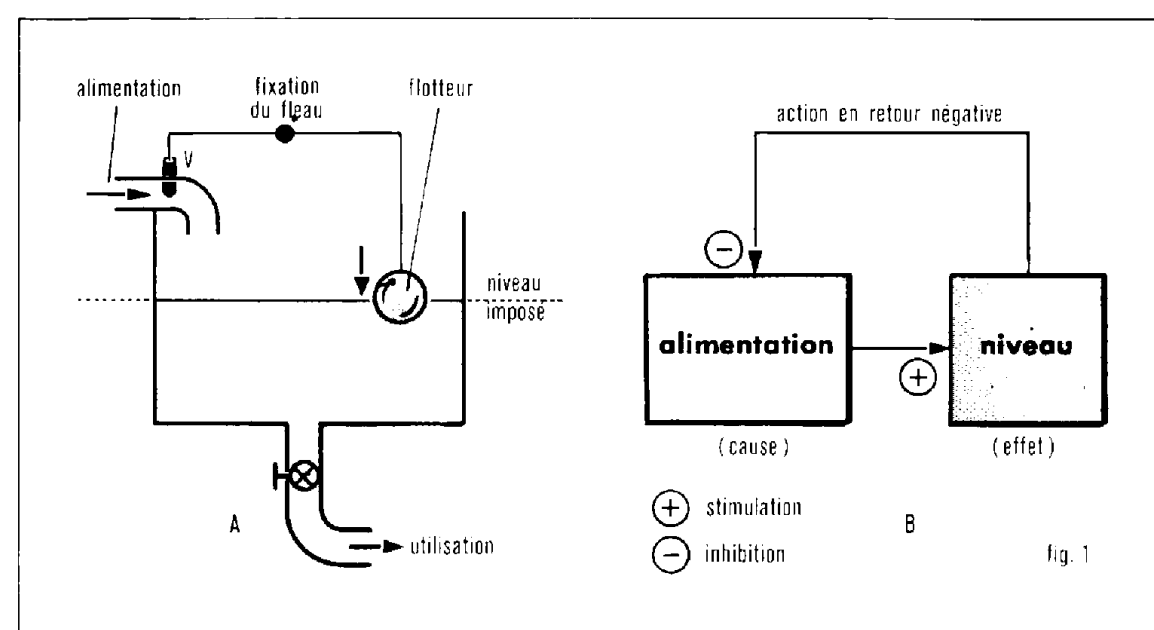 alimentation
fixation
du fleau
flotteur
V
niveau
imposé
A
utilisation
action en retour négative
−
alimentation
niveau
+
(cause)
(effet)
+ stimulation
− inhibition
B
fig. 1